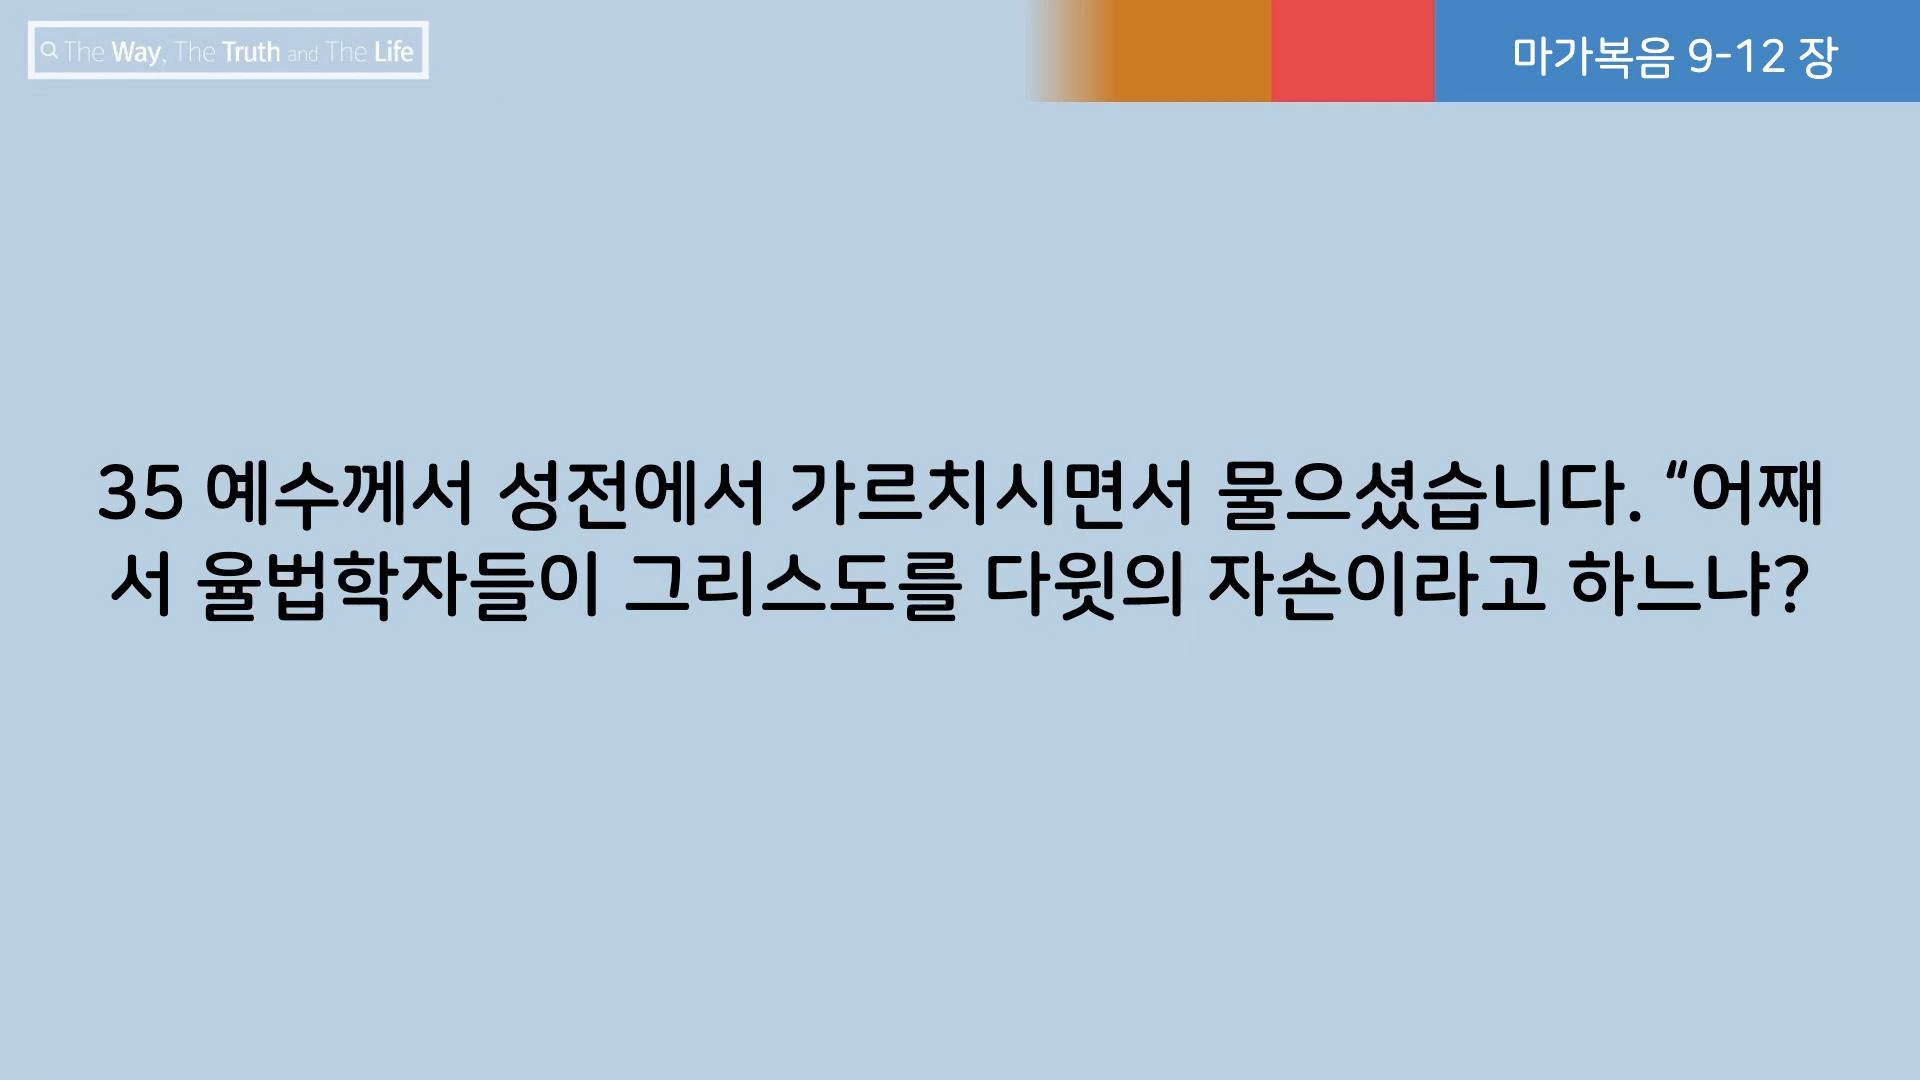 The Way, The Truth and The Life
마가복음 9-12 장
35 예수께서 성전에서 가르치시면서 물으셨습니다. “어째
서 율법학자들이 그리스도를 다윗의 자손이라고 하느냐?